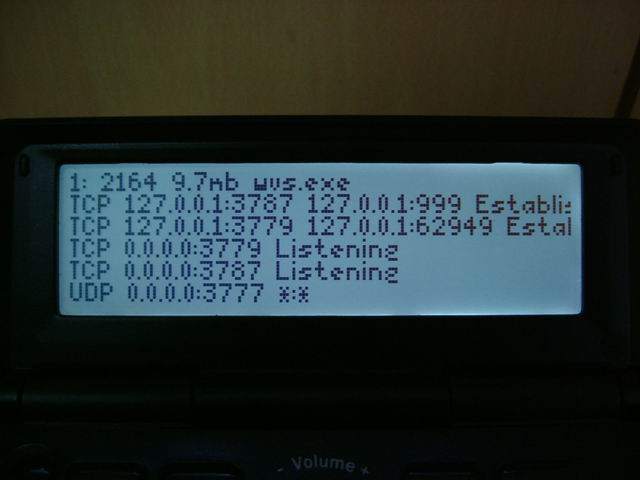 1: 2164 9.7mb wvs.exe
TCP 127.0.0.1:3787 127.0.0.1:999 Establis
TCP 127.0.0.1:3779 127.0.0.1:62949 Estal
TCP 0.0.0.0:3779 Listening
TCP 0.0.0.0:3787 Listening
UDP 0.0.0.0:3777 *:*
- Volume +